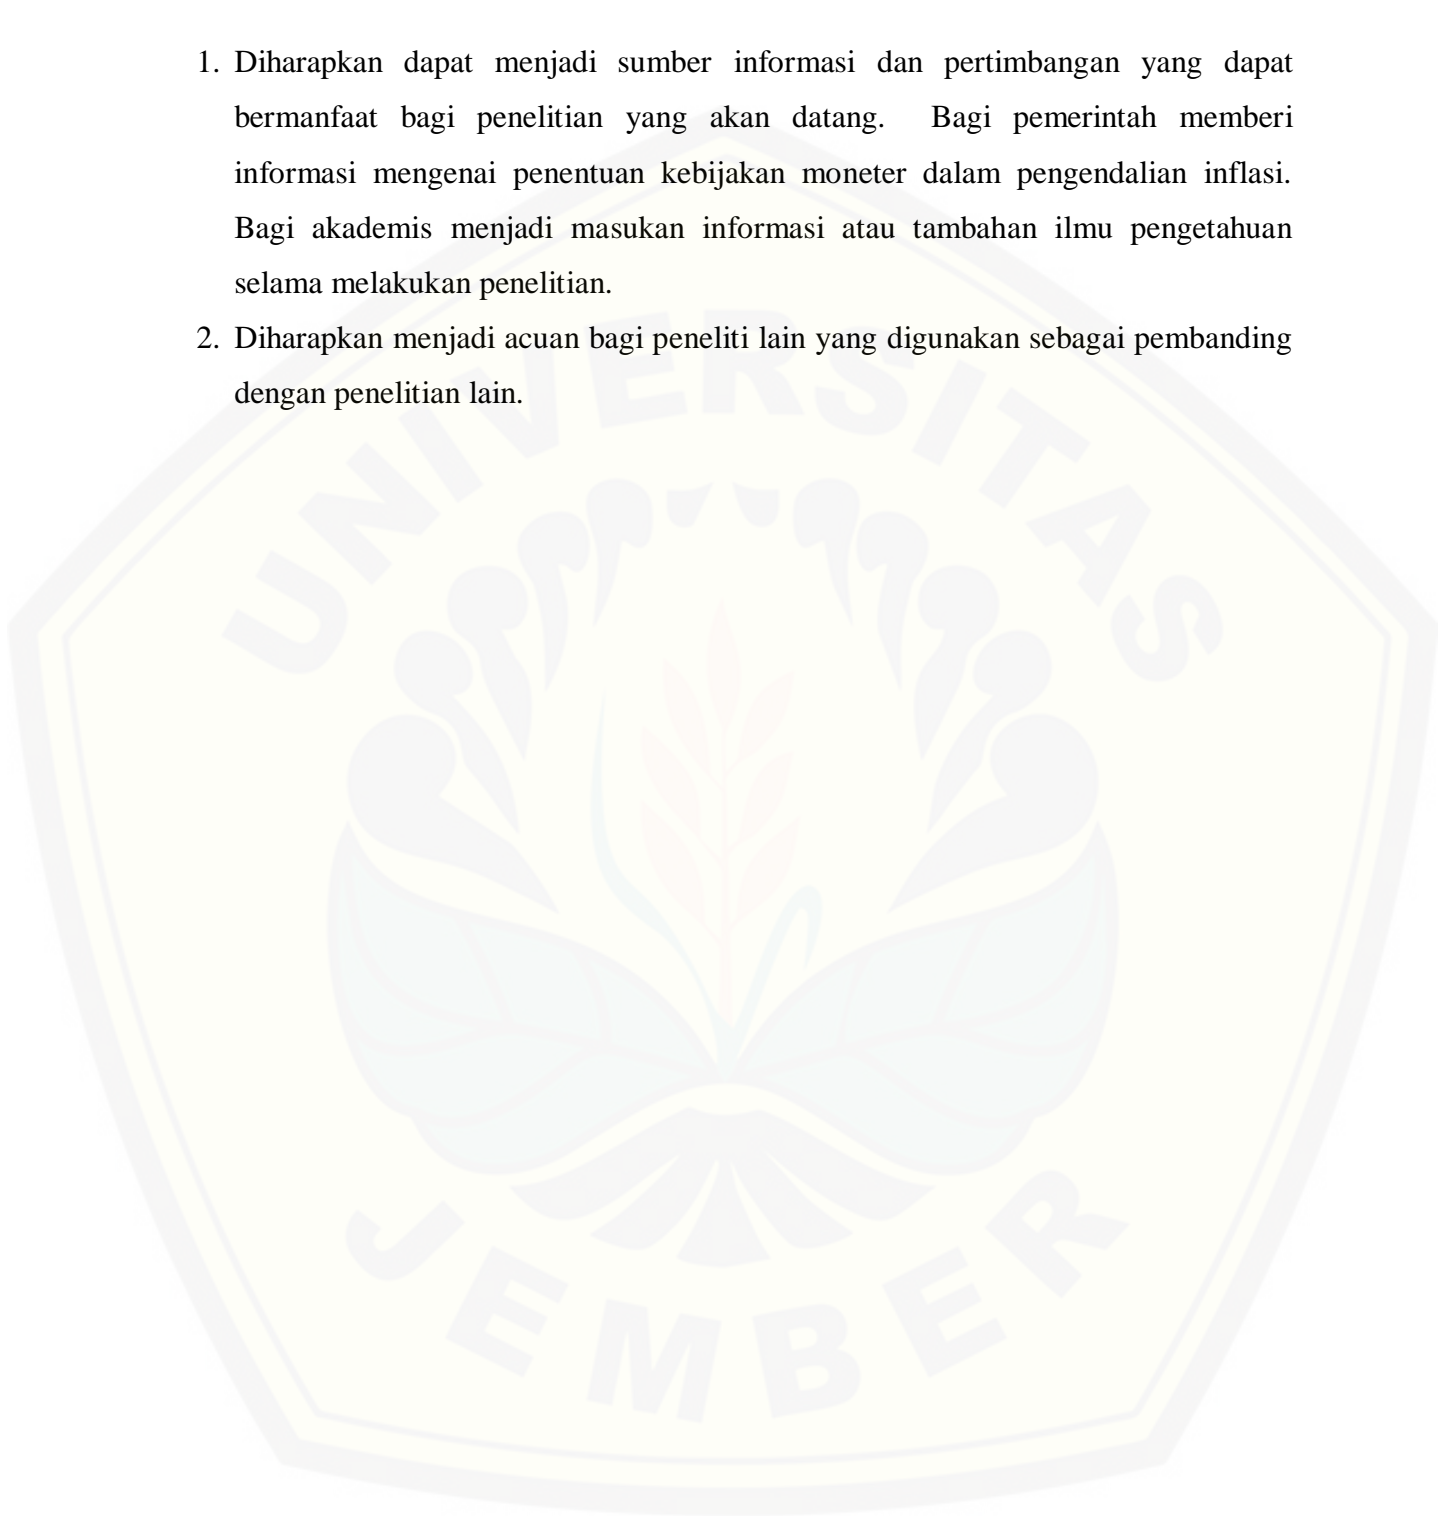 1. Diharapkan dapat menjadi sumber informasi dan pertimbangan yang dapat
bermanfaat bagi penelitian yang akan datang. Bagi pemerintah memberi
informasi mengenai penentuan kebijakan moneter dalam pengendalian inflasi.
Bagi akademis menjadi masukan informasi atau tambahan ilmu pengetahuan
selama melakukan penelitian.
2. Diharapkan menjadi acuan bagi peneliti lain yang digunakan sebagai pembanding
dengan penelitian lain.
UNIVERSITAS
JEMBER